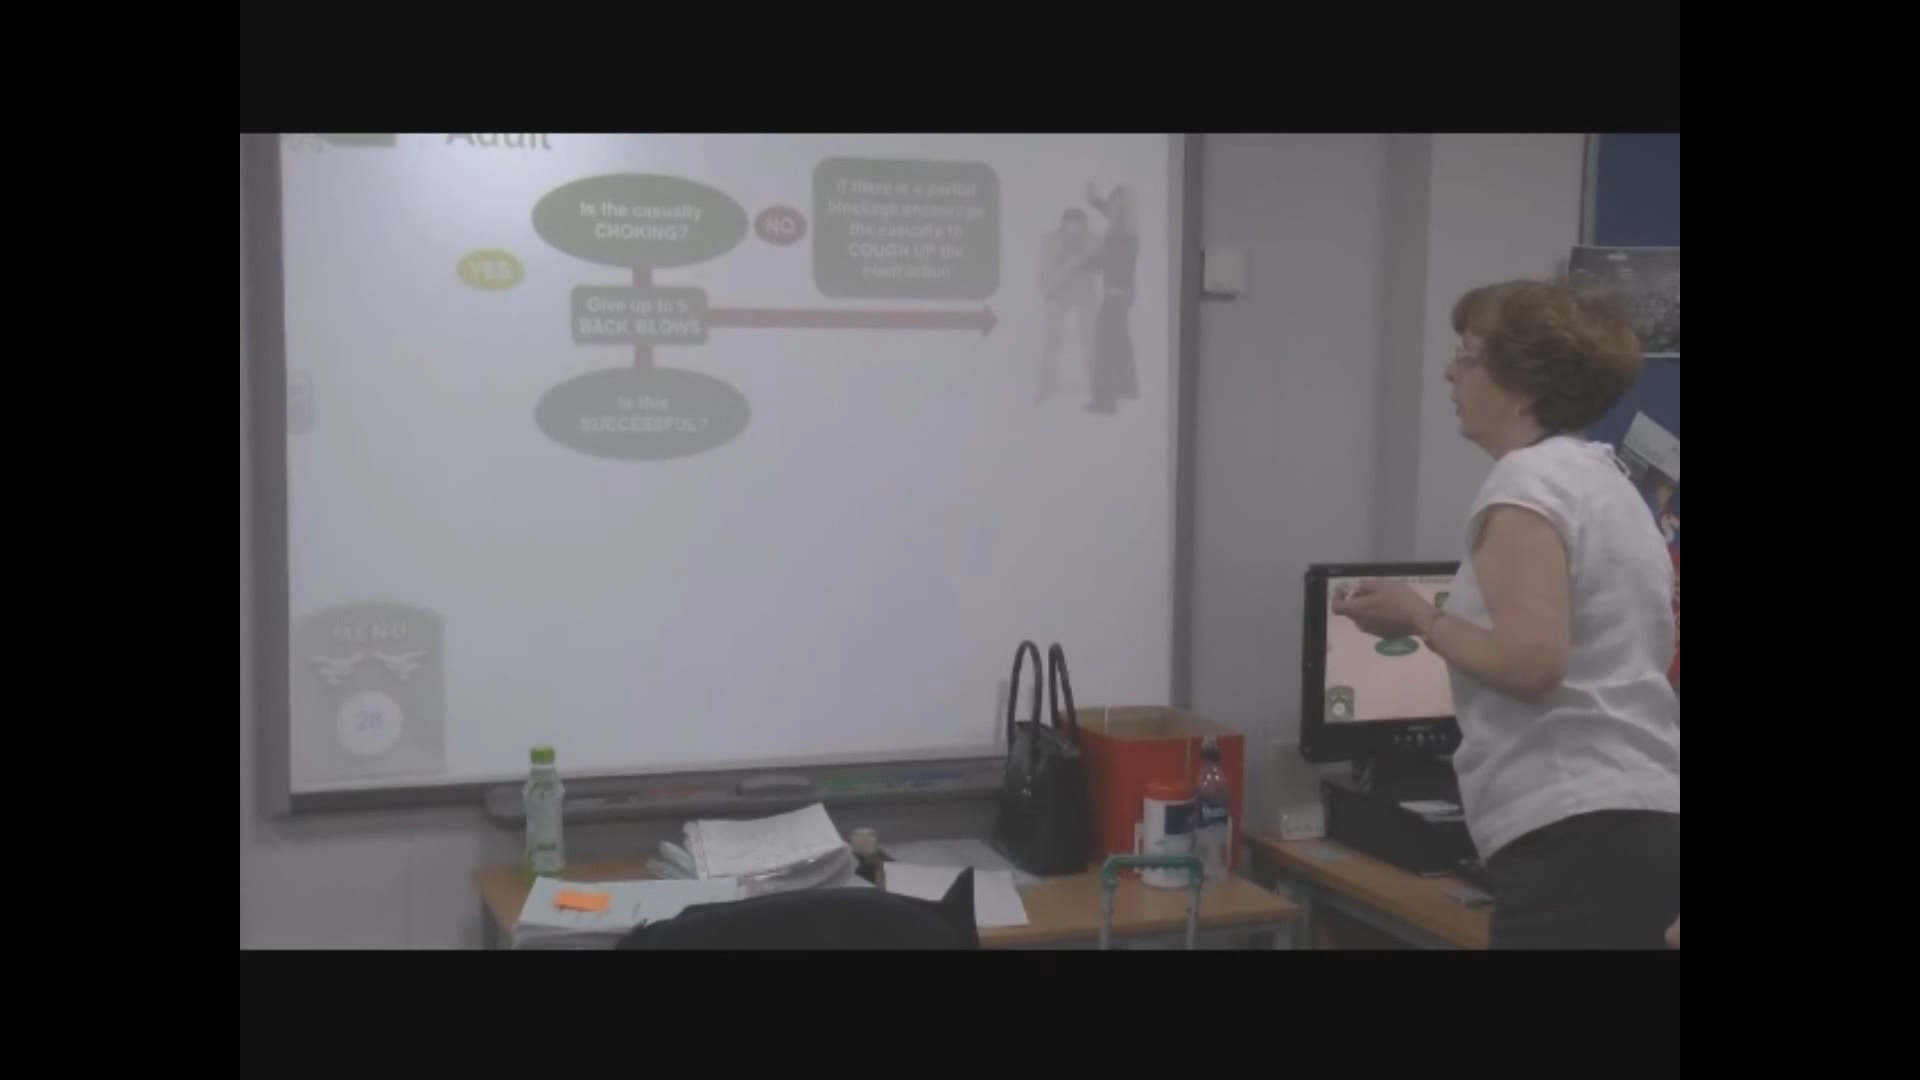 Adult
Is the casualty
CHOKING?
NO
If there is a partial
blockage encourage
the casualty to
COUGH UP the
obstruction
YES
Give up to 5
BACK BLOWS
Is this
SUCCESSFUL?
MENU
28